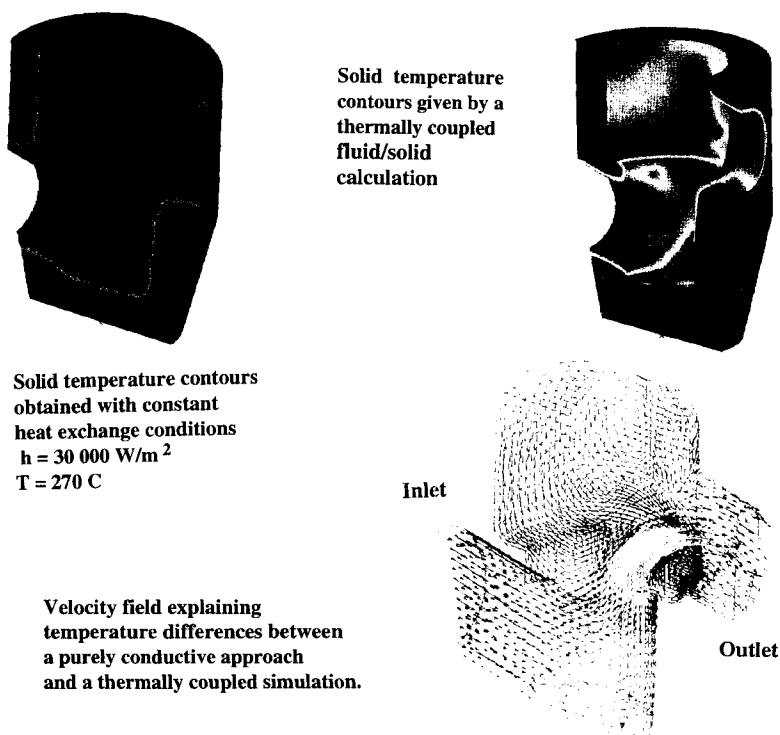 Solid temperature
contours given by a
thermally coupled
fluid/solid
calculation
Solid temperature contours
obtained with constant
heat exchange conditions
h = 30 000 W/m 2
T = 270 C
Inlet
Velocity field explaining
temperature differences between
a purely conductive approach
and a thermally coupled simulation.
Outlet